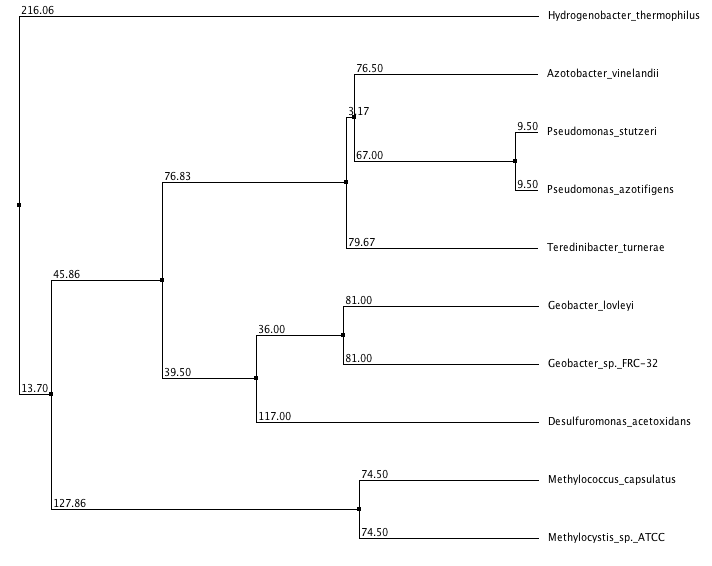 216.06
Hydrogenobacter_thermophilus
76.50
Azotobacter_vinelandii
3.17
9.50
Pseudomonas_stutzeri
67.00
76.83
9.50
Pseudomonas_azotifigens
79.67
Teredinibacter_turnerae
45.86
81.00
Geobacter_lovleyi
36.00
81.00
Geobacter_sp._FRC-32
39.50
13.70
117.00
Desulfuromonas_acetoxidans
74.50
Methylococcus_capsulatus
127.86
74.50
Methylocystis_sp._ATCC